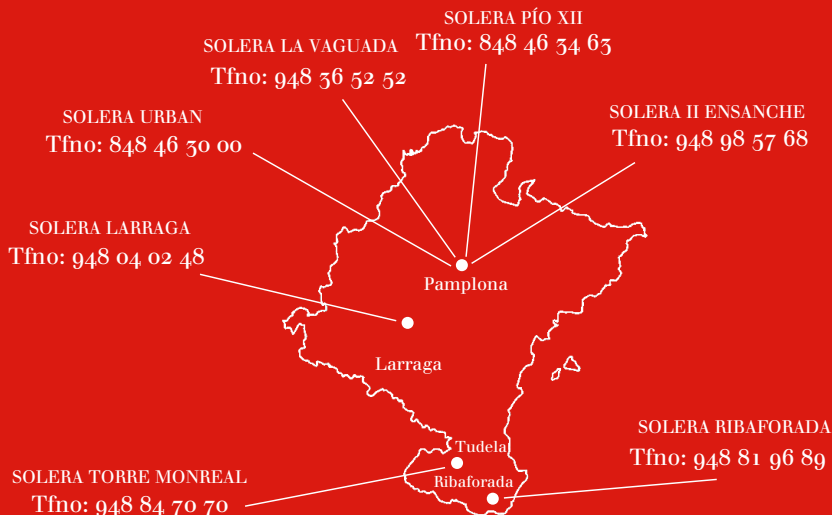 SOLERA PÍO XII
Tfno: 848 46 34 63
SOLERA LA VAGUADA
Tfno: 948 36 52 52
SOLERA URBAN
Tfno: 848 46 30 00
SOLERA II ENSANCHE
Tfno: 948 98 57 68
SOLERA LARRAGA
Tfno: 948 04 02 48
Pamplona
Larraga
SOLERA RIBAFORADA
Tfno: 948 81 96 89
Tudela
Ribaforada
SOLERA TORRE MONREAL
Tfno: 948 84 70 70